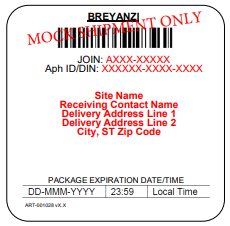 BREYANZI
MOCK SHIPMENT ONLY
JOIN: AXXX-XXXXX
Aph ID/DIN: XXXXXX-XXXX-XXXX
Site Name
Receiving Contact Name
Delivery Address Line 1
Delivery Address Line 2
City, ST Zip Code
PACKAGE EXPIRATION DATE/TIME
DD-MMM-YYYY 23:59 Local Time
ART-001028 vX.X